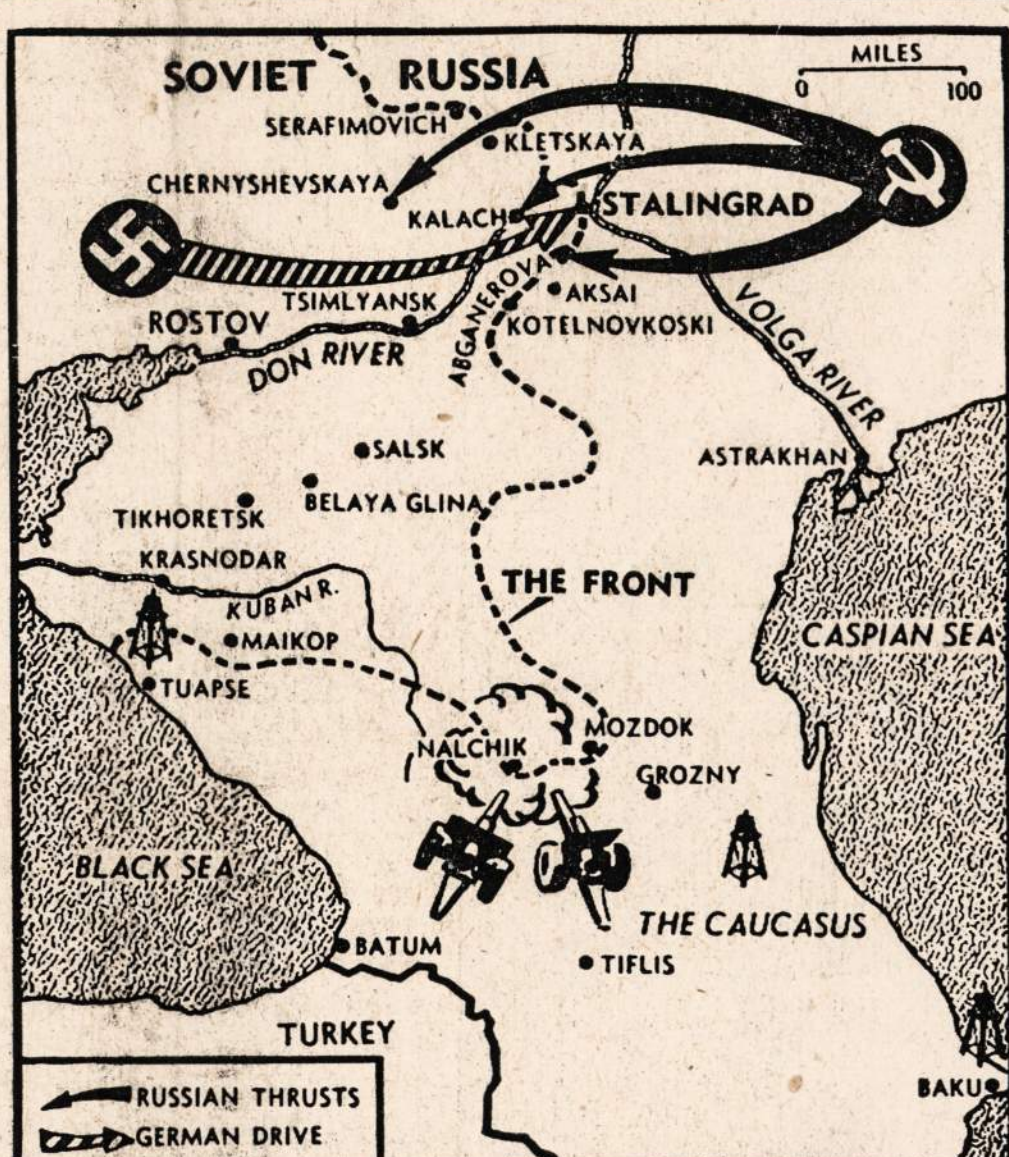 SOVIET RUSSIA
MILES
0 100
SERAFIMOVICH
KLETSKAYA
CHERNYSHEVSKAYA
KALACH
STALINGRAD
ABGANEROVA
AKSAI
TSIMLYANSK
KOTELNOVKOSKI
ROSTOV
DON RIVER
VOLGA RIVER
SALSK
ASTRAKHAN
BELAYA GLINA
TIKHORETSK
KRASNODAR
THE FRONT
KUBAN R.
MAIKOP
CASPIAN SEA
TUAPSE
MOZDOK
NALCHIK
GROZNY
BLACK SEA
THE CAUCASUS
BATUM
TIFLIS
TURKEY
BAKU
RUSSIAN THRUSTS
GERMAN DRIVE